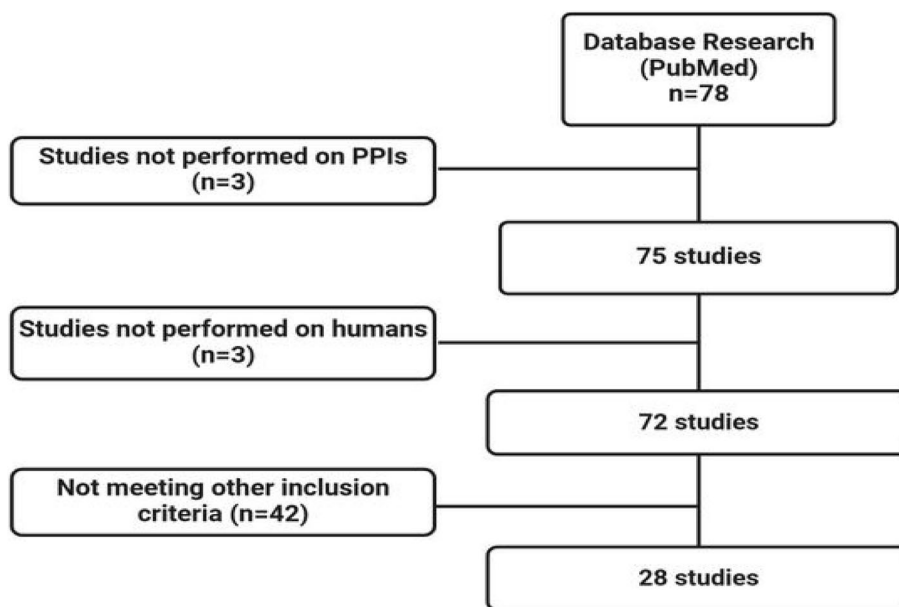 Database Research
(PubMed)
n=78
Studies not performed on PPIs
(n=3)
75 studies
Studies not performed on humans
(n=3)
72 studies
Not meeting other inclusion
criteria (n=42)
28 studies